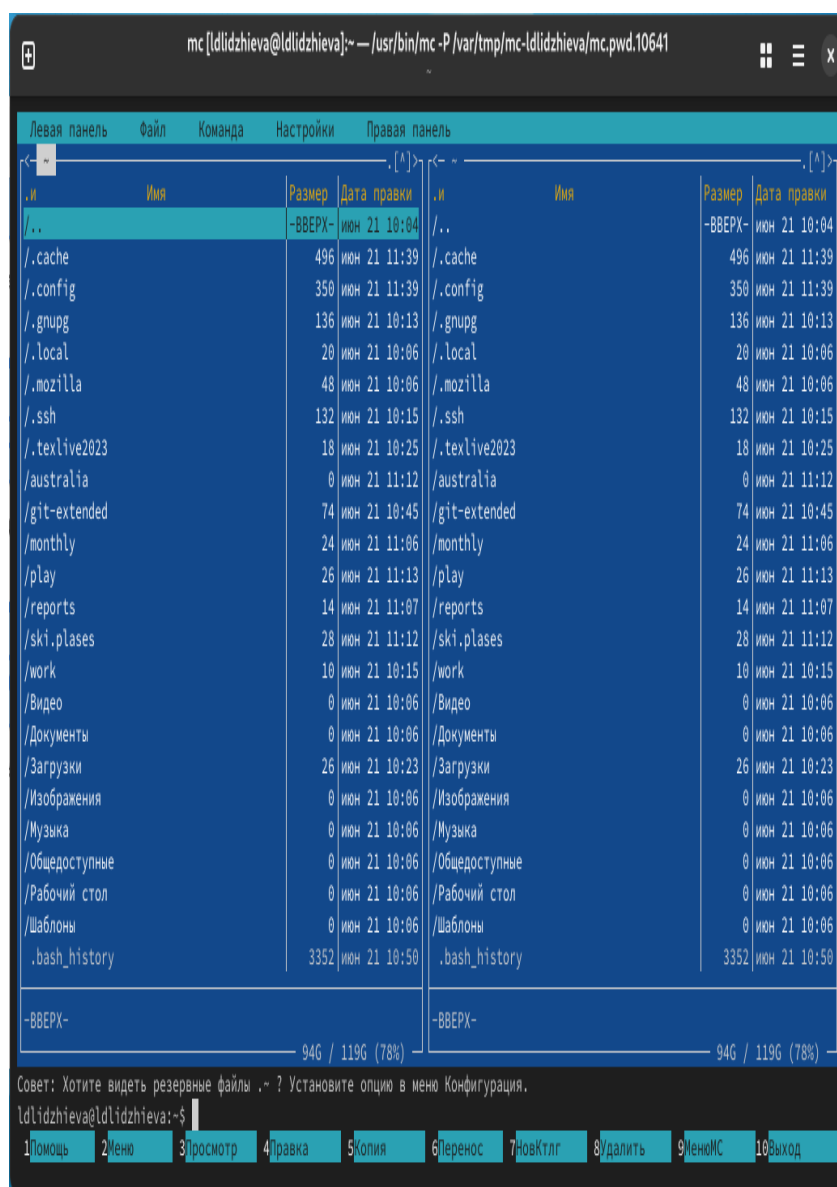 mc [ldlidzhieva@ldlidzhieva]:~ — /usr/bin/mc -P /var/tmp/mc-ldlidzhieva/mc.pwd.10641
~
Левая панель Файл Команда Настройки Правая панель
<- ~ .[^]> <- ~ .[^]>
.и Имя Размер Дата правки .и Имя Размер Дата правки
/.. -ВВЕРХ- июн 21 10:04 /.. -ВВЕРХ- июн 21 10:04
/.cache 496 июн 21 11:39 /.cache 496 июн 21 11:39
/.config 350 июн 21 11:39 /.config 350 июн 21 11:39
/.gnupg 136 июн 21 10:13 /.gnupg 136 июн 21 10:13
/.local 20 июн 21 10:06 /.local 20 июн 21 10:06
/.mozilla 48 июн 21 10:06 /.mozilla 48 июн 21 10:06
/.ssh 132 июн 21 10:15 /.ssh 132 июн 21 10:15
/.texlive2023 18 июн 21 10:25 /.texlive2023 18 июн 21 10:25
/australia 0 июн 21 11:12 /australia 0 июн 21 11:12
/git-extended 74 июн 21 10:45 /git-extended 74 июн 21 10:45
/monthly 24 июн 21 11:06 /monthly 24 июн 21 11:06
/play 26 июн 21 11:13 /play 26 июн 21 11:13
/reports 14 июн 21 11:07 /reports 14 июн 21 11:07
/ski.plases 28 июн 21 11:12 /ski.plases 28 июн 21 11:12
/work 10 июн 21 10:15 /work 10 июн 21 10:15
/Видео 0 июн 21 10:06 /Видео 0 июн 21 10:06
/Документы 0 июн 21 10:06 /Документы 0 июн 21 10:06
/Загрузки 26 июн 21 10:23 /Загрузки 26 июн 21 10:23
/Изображения 0 июн 21 10:06 /Изображения 0 июн 21 10:06
/Музыка 0 июн 21 10:06 /Музыка 0 июн 21 10:06
/Общедоступные 0 июн 21 10:06 /Общедоступные 0 июн 21 10:06
/Рабочий стол 0 июн 21 10:06 /Рабочий стол 0 июн 21 10:06
/Шаблоны 0 июн 21 10:06 /Шаблоны 0 июн 21 10:06
.bash_history 3352 июн 21 10:50 .bash_history 3352 июн 21 10:50
-ВВЕРХ- -ВВЕРХ-
94G / 119G (78%) 94G / 119G (78%)
Совет: Хотите видеть резервные файлы .~ ? Установите опцию в меню Конфигурация.
ldlidzhieva@ldlidzhieva:~$
1Помощь 2Меню 3Просмотр 4Правка 5Копия 6Перенос 7НовКтлг 8Удалить 9МенюMC 10Выход